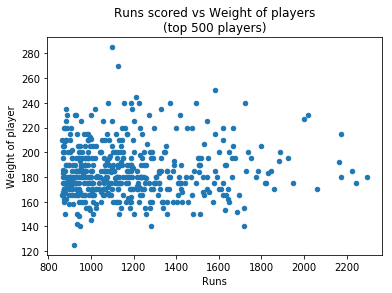 Runs scored vs Weight of players
(top 500 players)
280
260
240
220
200
180
160
140
120
Weight of player
800 1000 1200 1400 1600 1800 2000 2200
Runs